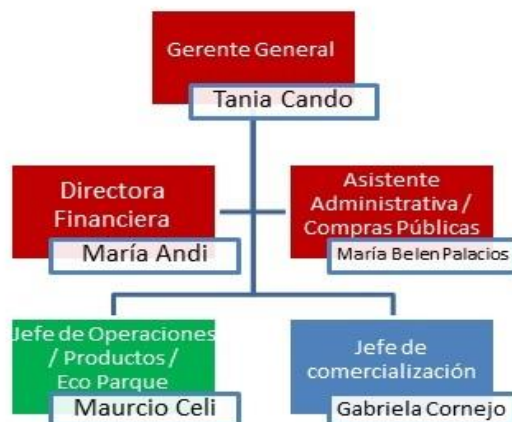 Gerente General
Tania Cando
Directora
Financiera
María Andi
Asistente
Administrativa /
Compras Públicas
María Belen Palacios
Jefe de Operaciones
/ Productos /
Eco Parque
Maurcio Celi
Jefe de
comercialización
Gabriela Cornejo